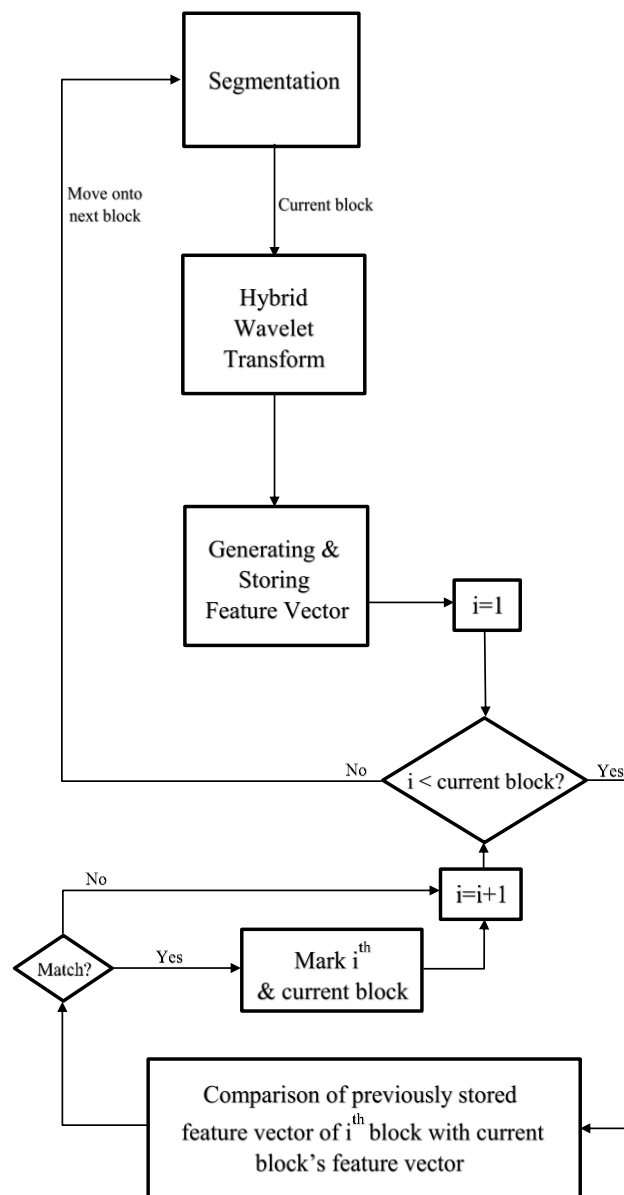 Segmentation
Move onto
next block
Current block
Hybrid
Wavelet
Transform
Generating &
Storing
Feature Vector
i=1
No
i < current block?
Yes
No
i=i+1
Match?
Yes
Mark ith
& current block
Comparison of previously stored
feature vector of ith block with current
block’s feature vector